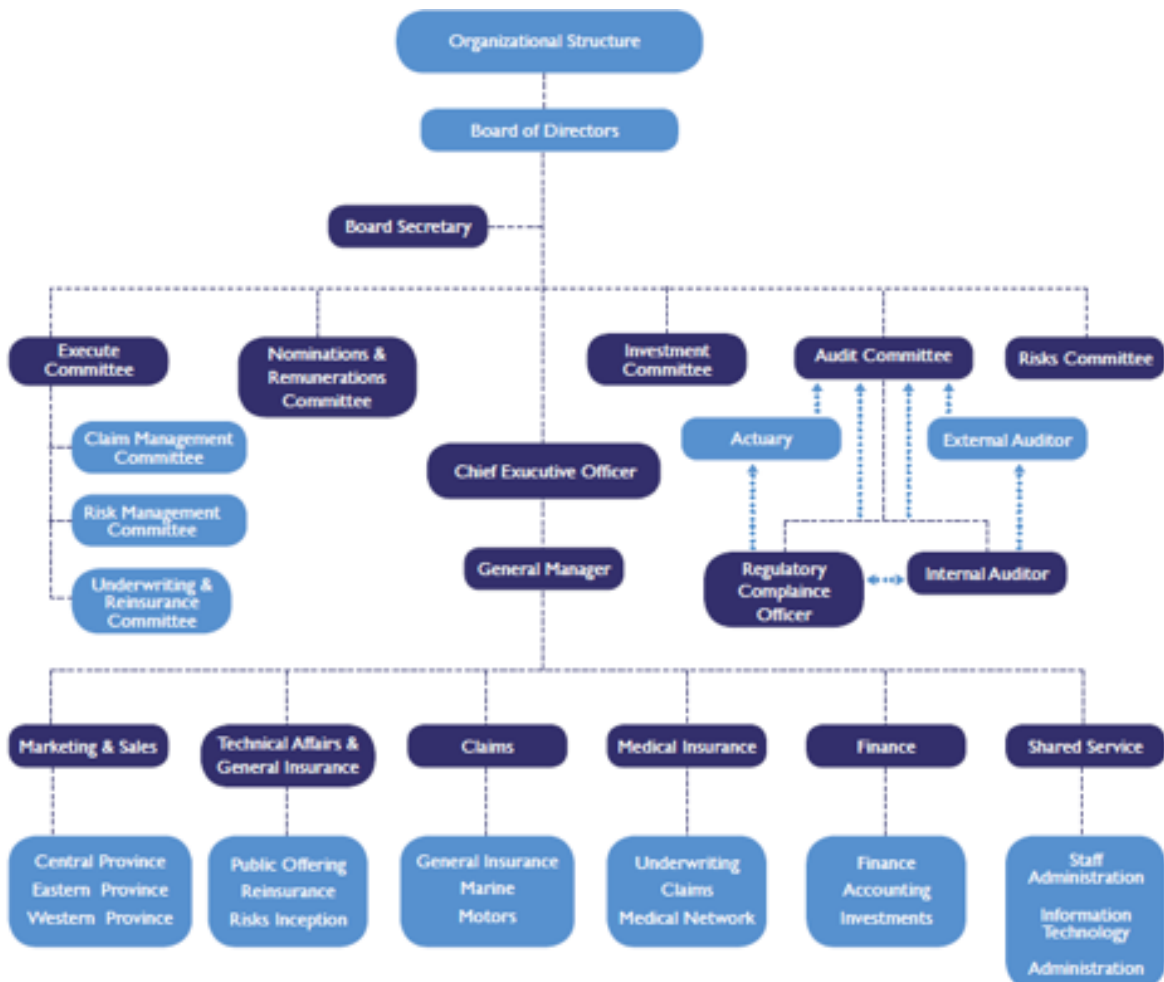 Organizational Structure
Board of Directors
Board Secretary
Execute
Committee
Nominations &
Remunerations
Committee
Investment
Committee
Audit Committee
Risks Committee
Claim Management
Committee
Actuary
External Auditor
Chief Exucutive Officer
Risk Management
Committee
General Manager
Regulatory
Complaince
Officer
Internal Auditor
Underwriting &
Reinsurance
Committee
Marketing & Sales
Technical Affairs &
General Insurance
Claims
Medical Insurance
Finance
Shared Service
Central Province
Eastern Province
Western Province
Public Offering
Reinsurance
Risks Inception
General Insurance
Marine
Motors
Underwriting
Claims
Medical Network
Finance
Accounting
Investments
Staff
Administration
Information
Technology
Administration